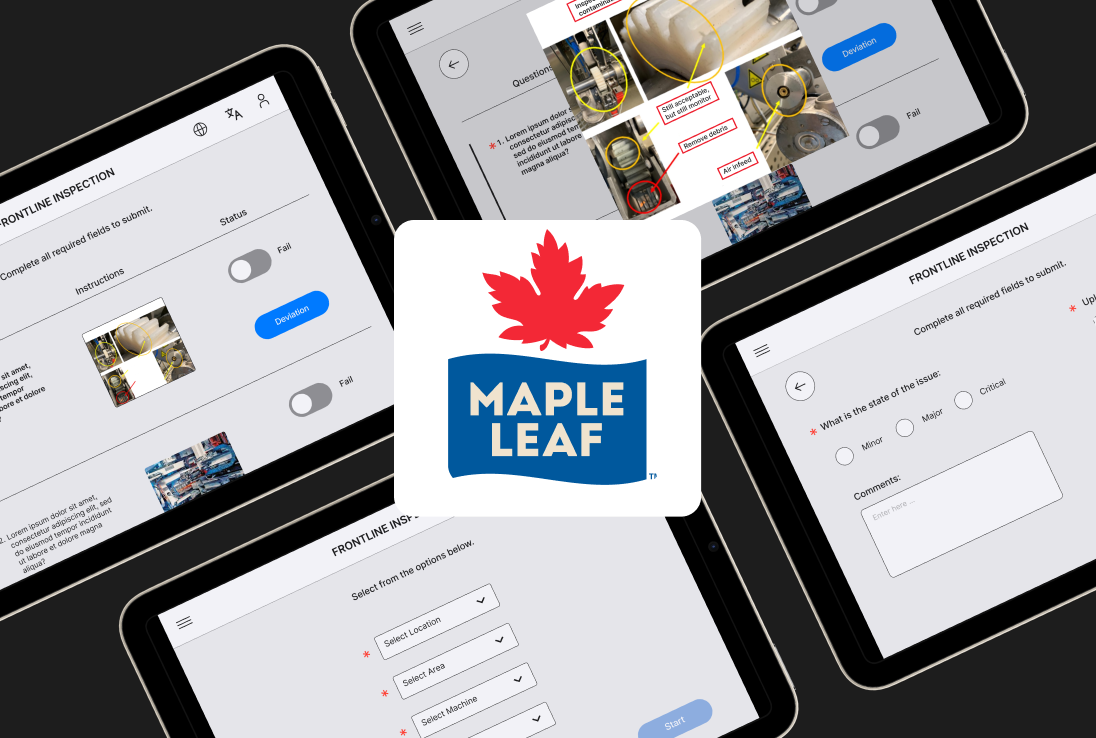 FRONTLINE INSPECTION
Complete all required fields to submit.
Instructions
Status
Fail
Deviation
sit amet,
adipiscing elit,
tempor
labore et dolore
Fail
2. Lorem ipsum dolor sit amet,
consectetur adipiscing elit, sed
do eiusmod tempor incididunt
ut labore et dolore magna
aliqua?
Questions
* 1. Lorem ipsum dolor
consectetur adipisc
sed do eiusmod tem
incididunt ut labore
magna aliqua?
Still acceptable,
but still monitor
Remove debris
Air infeed
Deviation
Fail
MAPLE
LEAF
TM
FRONTLINE INSPE
Select from the options below.
* Select Location
* Select Area
* Select Machine
Start
FRONTLINE INSPECTION
Complete all required fields to submit.
* Upl
* What is the state of the issue:
Minor
Major
Critical
Comments:
Enter here ...